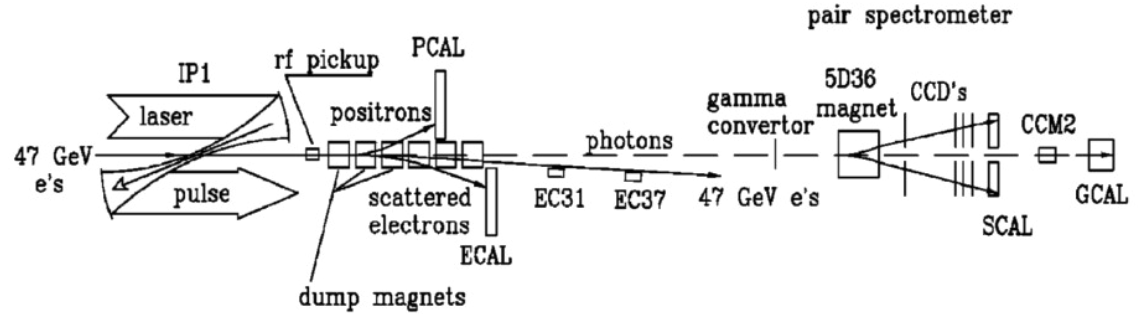 pair spectrometer
IP1
rf pickup
PCAL
5D36
magnet
CCD's
laser
positrons
gamma
convertor
CCM2
47 GeV
e's
photons
pulse
scattered
electrons
EC31
EC37
47 GeV e's
SCAL
GCAL
ECAL
dump magnets